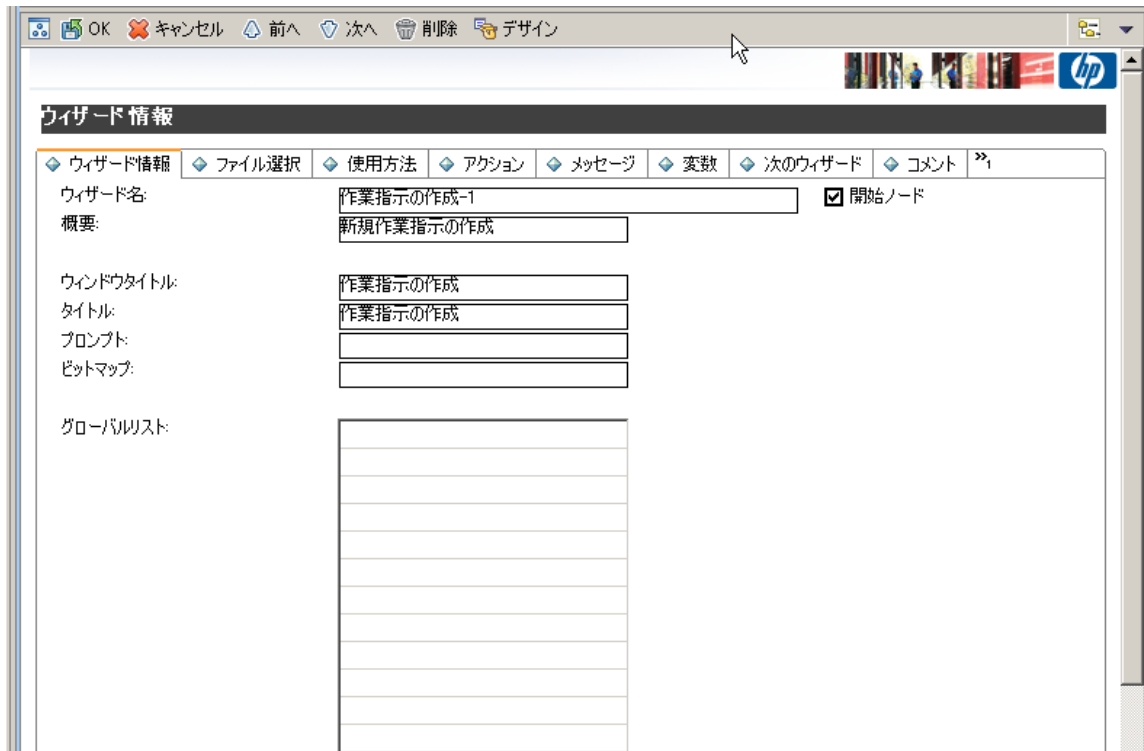 OK キャンセル 前へ 次へ 削除 デザイン
hp
ウィザード情報
ウィザード情報 ファイル選択 使用方法 アクション メッセージ 変数 次のウィザード コメント »1
ウィザード名: 作業指示の作成-1 開始ノード
概要: 新規作業指示の作成
ウィンドウタイトル: 作業指示の作成
タイトル: 作業指示の作成
プロンプト:
ビットマップ:
グローバルリスト: